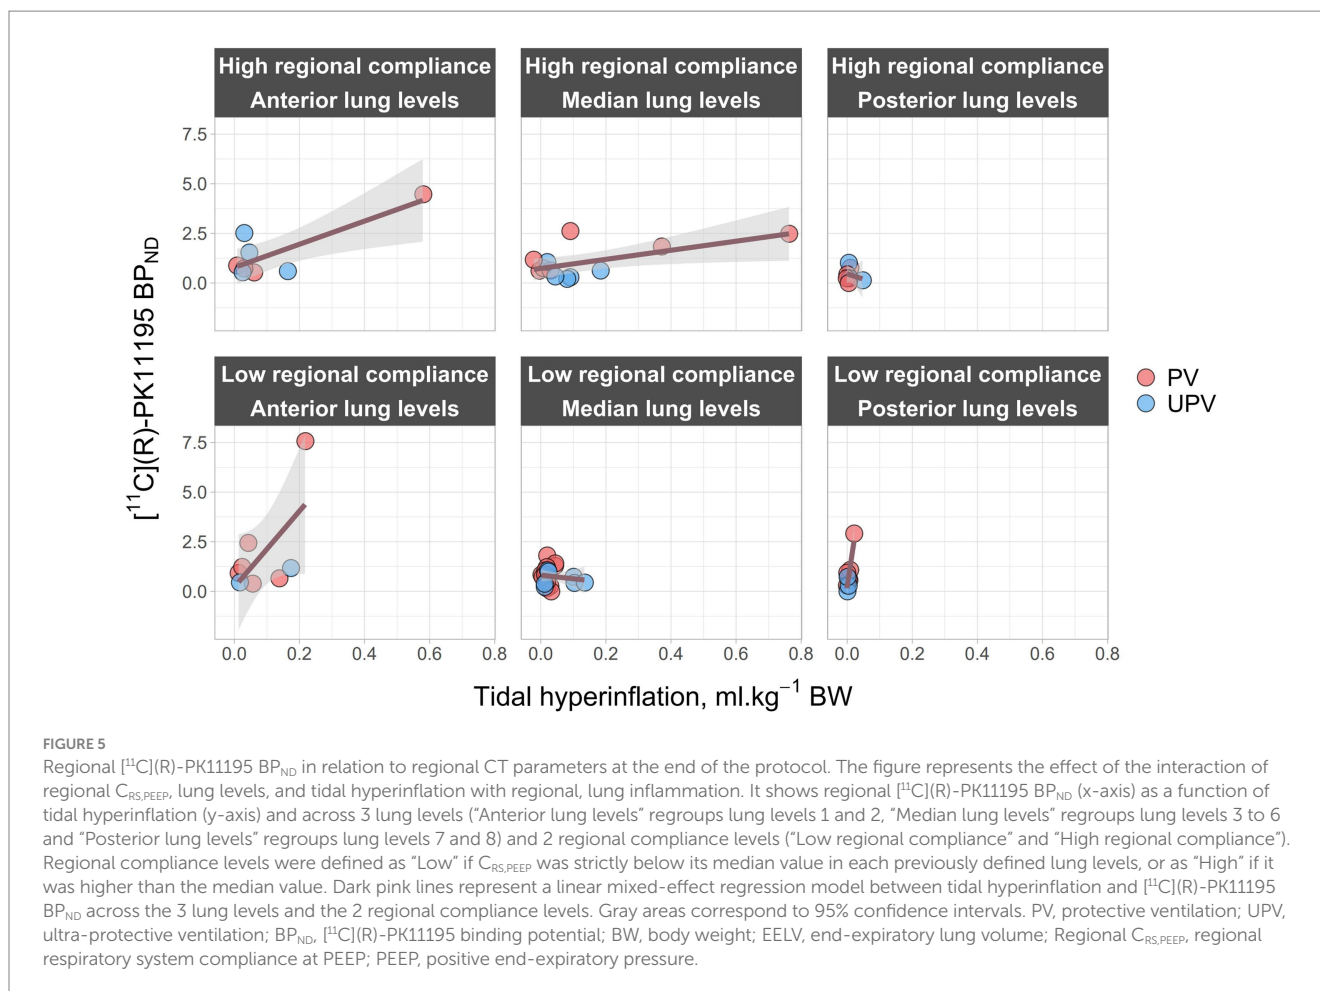 High regional compliance
Anterior lung levels
High regional compliance
Median lung levels
High regional compliance
Posterior lung levels
7.5
5.0
2.5
0.0
Low regional compliance
Anterior lung levels
Low regional compliance
Median lung levels
Low regional compliance
Posterior lung levels
7.5
5.0
2.5
0.0
[¹¹C](R)-PK11195 BP_ND
PV
UPV
0.0 0.2 0.4 0.6 0.8
0.0 0.2 0.4 0.6 0.8
0.0 0.2 0.4 0.6 0.8
Tidal hyperinflation, ml.kg⁻¹ BW
FIGURE 5
Regional [¹¹C](R)-PK11195 BP_ND in relation to regional CT parameters at the end of the protocol. The figure represents the effect of the interaction of
regional C_RS,PEEP, lung levels, and tidal hyperinflation with regional, lung inflammation. It shows regional [¹¹C](R)-PK11195 BP_ND (x-axis) as a function of
tidal hyperinflation (y-axis) and across 3 lung levels (“Anterior lung levels” regroups lung levels 1 and 2, “Median lung levels” regroups lung levels 3 to 6
and “Posterior lung levels” regroups lung levels 7 and 8) and 2 regional compliance levels (“Low regional compliance” and “High regional compliance”).
Regional compliance levels were defined as “Low” if C_RS,PEEP was strictly below its median value in each previously defined lung levels, or as “High” if it
was higher than the median value. Dark pink lines represent a linear mixed-effect regression model between tidal hyperinflation and [¹¹C](R)-PK11195
BP_ND across the 3 lung levels and the 2 regional compliance levels. Gray areas correspond to 95% confidence intervals. PV, protective ventilation; UPV,
ultra-protective ventilation; BP_ND, [¹¹C](R)-PK11195 binding potential; BW, body weight; EELV, end-expiratory lung volume; Regional C_RS,PEEP, regional
respiratory system compliance at PEEP; PEEP, positive end-expiratory pressure.